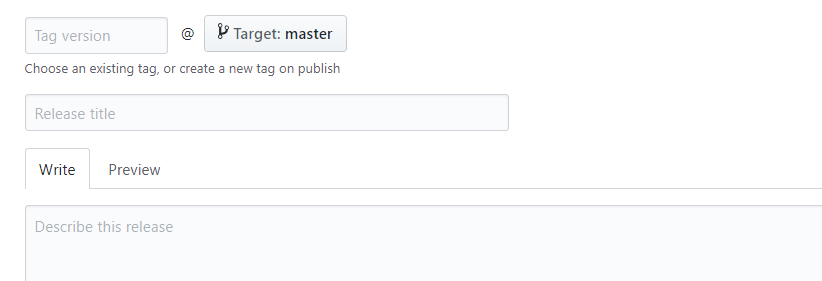 Tag version @ Target: master
Choose an existing tag, or create a new tag on publish
Release title
Write Preview
Describe this release